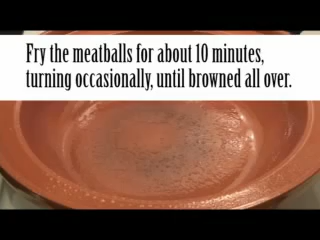 Fry the meatballs for about 10 minutes,
turning occasionally, until browned all over.